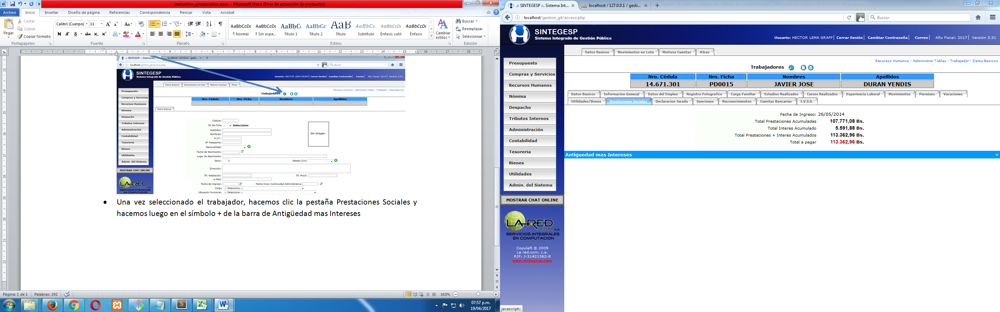 instructivo_prestaciones.docx - Microsoft Word (Error de activación de productos)
Archivo Inicio Insertar Diseño de página Referencias Correspondencia Revisar Vista Acrobat
Pegar
Cortar
Copiar
Copiar formato
Portapapeles
Calibri (Cuerpo) 11
Fuente
Párrafo
AaBbCcDc AaBbCcDc AaBbC AaBbCc AaB AaBbCc. AaBbCcDc AaBbCcDc
¶ Normal ¶ Sin espa... Título 1 Título 2 Título Subtítulo Énfasis sutil Énfasis
Cambiar estilos
Estilos
Buscar
Reemplazar
Seleccionar
Edición
.: SINTEGESP ::. Sistema Int... localhost / 127.0.0.1 / gesti...
localhost/gestion_git/acceso.php
Buscar
SINTEGESP
Sistema Integrado de Gestión Pública
Usuario: HECTOR LEMA GRAFF| Cerrar Sesión| Cambiar Contraseña| Correo| Año Fiscal: 2017| Versión 3.51
Datos Basicos Movimientos en Lote Motivos Cuentas Atras
Recursos Humanos - Administrar Tablas - Trabajador - Datos Basicos
Trabajadores
Nro. Cédula Nro. Ficha Nombres Apellidos
Datos Basicos
Presupuesto
Compras y Servicios
Recursos Humanos
Nómina
Despacho
Tributos Internos
Administración
Contabilidad
Tesoreria
Bienes
Utilidades
Admin. del Sistema
MOSTRAR CHAT ONLINE
LA RED
.COM C.A.
SERVICIOS INTEGRALES
EN COMPUTACION
Cédula:
Nº de Ficha - Seleccione
Apellidos:
Nombres:
R.I.F.:
Nº Pasaporte:
Nacionalidad:
Fecha de Nacimiento:
Lugar de Nacimiento:
Sexo: Estado Civil:
Dirección:
Tlf. Habitación: Tlf. Movil:
e-Mail:
Fecha de Ingreso: Fecha Inicio Continuidad Administrativa
Cargo .:: Seleccione ::.
Ubicación Funcional: .:: Seleccione ::.
Sin Imagen
• Una vez seleccionado el trabajador, hacemos clic la pestaña Prestaciones Sociales y
hacemos luego en el símbolo + de la barra de Antigüedad mas Intereses
Página: 1 de 1 Palabras: 192 163%
07:57 p.m.
19/04/2017
.:: SINTEGESP ::. Sistema Int... localhost / 127.0.0.1 / gesti...
localhost/gestion_git/acceso.php
Buscar
SINTEGESP
Sistema Integrado de Gestión Pública
Usuario: HECTOR LEMA GRAFF| Cerrar Sesión| Cambiar Contraseña| Correo| Año Fiscal: 2017| Versión 3.51
Datos Basicos Movimientos en Lote Motivos Cuentas Atras
Recursos Humanos - Administrar Tablas - Trabajador - Datos Basicos
Trabajadores
Nro. Cédula Nro. Ficha Nombres Apellidos
14.671.301 PD0015 JAVIER JOSE DURAN YENDIS
Datos Basicos Informacion General Datos del Empleo Registro Fotografico Carga Familiar Estudios Realizados Cursos Realizados Experiencia Laboral Movimientos Permisos Vacaciones
Utilidades/Bonos Prestaciones Sociales Declaracion Jurada Sanciones Reconocimientos Cuentas Bancarias I.V.S.S.
Fecha de Ingreso: 26/05/2014
Total Prestaciones Acumuladas 107.771,08 Bs.
Total Interes Acumulado 5.591,88 Bs.
Total Prestaciones + Interes Acumulados 113.362,96 Bs.
Total a pagar 113.362,96 Bs.
Antiguedad mas Intereses +
Presupuesto
Compras y Servicios
Recursos Humanos
Nómina
Despacho
Tributos Internos
Administración
Contabilidad
Tesoreria
Bienes
Utilidades
Admin. del Sistema
MOSTRAR CHAT ONLINE
LA RED
.COM C.A.
SERVICIOS INTEGRALES
EN COMPUTACION
Copyleft © 2009
La red.com, c.a.
RIF: J-31421362-8
www.sintegesp.com
javascript:;